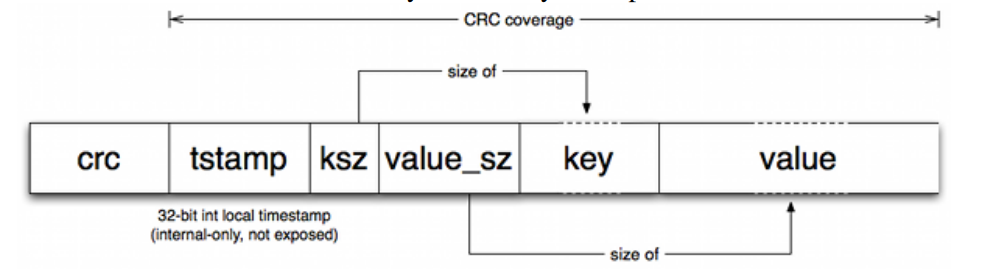 CRC coverage
size of
crc tstamp ksz value_sz key value
32-bit int local timestamp
(internal-only, not exposed)
size of